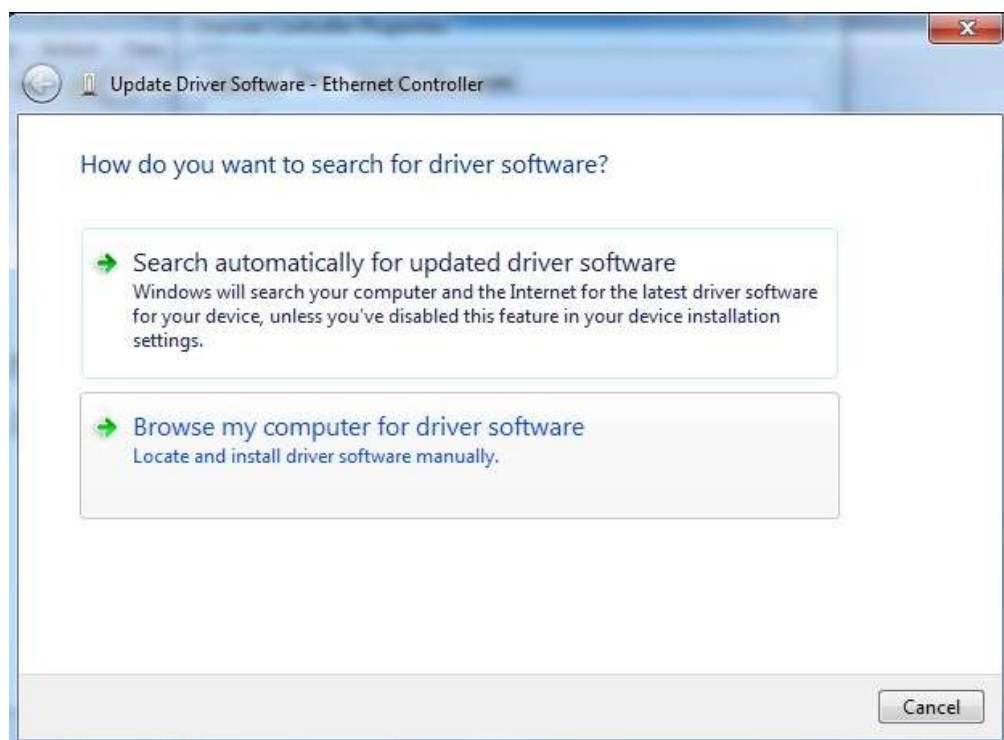 Update Driver Software - Ethernet Controller
How do you want to search for driver software?
Search automatically for updated driver software
Windows will search your computer and the Internet for the latest driver software
for your device, unless you've disabled this feature in your device installation
settings.
Browse my computer for driver software
Locate and install driver software manually.
Cancel